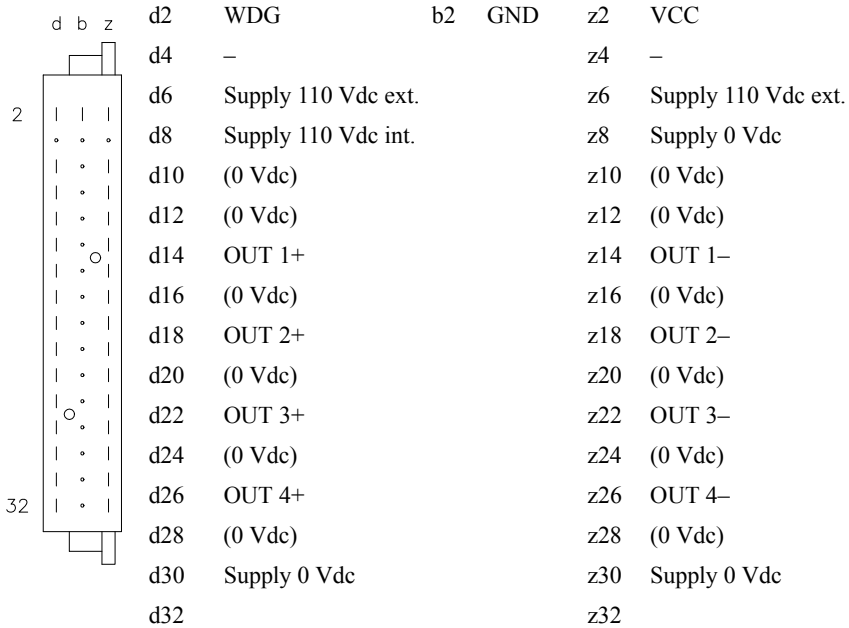 d b z
2
32
d2 WDG b2 GND z2 VCC
d4 – z4 –
d6 Supply 110 Vdc ext. z6 Supply 110 Vdc ext.
d8 Supply 110 Vdc int. z8 Supply 0 Vdc
d10 (0 Vdc) z10 (0 Vdc)
d12 (0 Vdc) z12 (0 Vdc)
d14 OUT 1+ z14 OUT 1–
d16 (0 Vdc) z16 (0 Vdc)
d18 OUT 2+ z18 OUT 2–
d20 (0 Vdc) z20 (0 Vdc)
d22 OUT 3+ z22 OUT 3–
d24 (0 Vdc) z24 (0 Vdc)
d26 OUT 4+ z26 OUT 4–
d28 (0 Vdc) z28 (0 Vdc)
d30 Supply 0 Vdc z30 Supply 0 Vdc
d32 z32